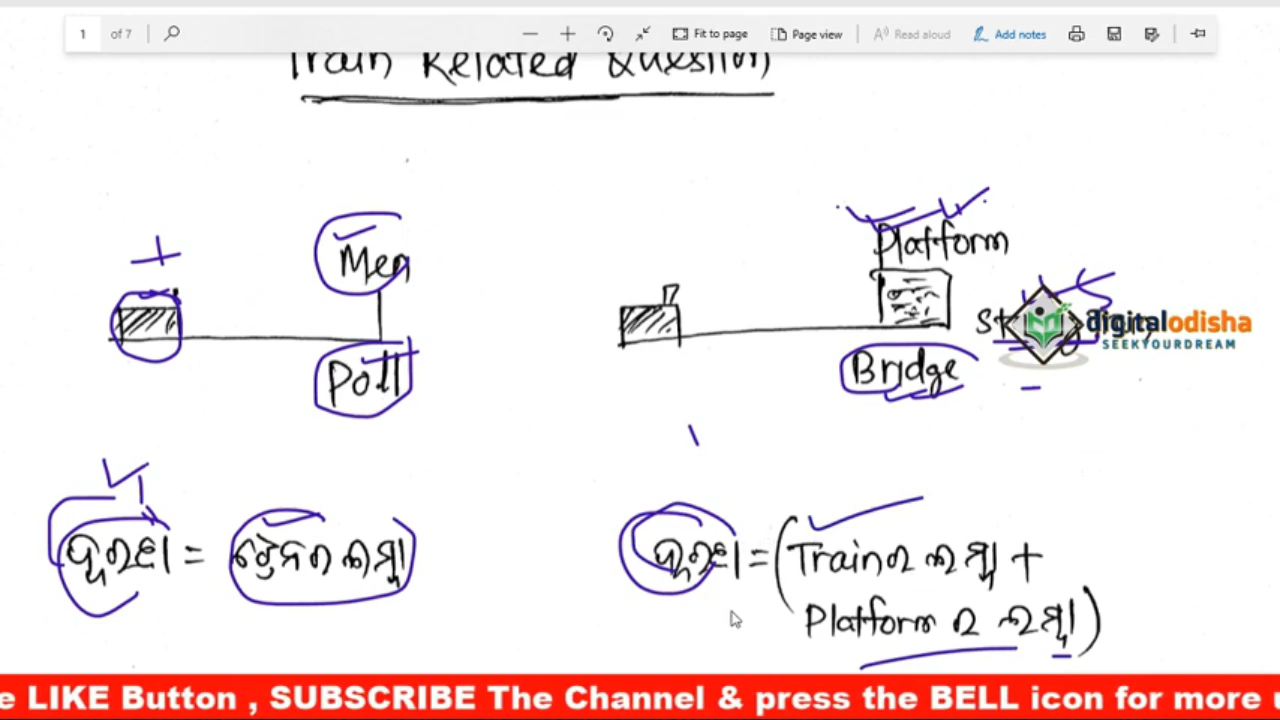 1 of 7 Fit to page Page view Read aloud Add notes
Train Related Question
Men
Platform
Poll
Bridge
digitalodisha
SEEKYOURDREAM
ଦୂରତା = ଟ୍ରେନର ଲମ୍ବା
ଦୂରତା = (Trainର ଲମ୍ବା +
Platform ର ଲମ୍ବା)
e LIKE Button , SUBSCRIBE The Channel & press the BELL icon for more u